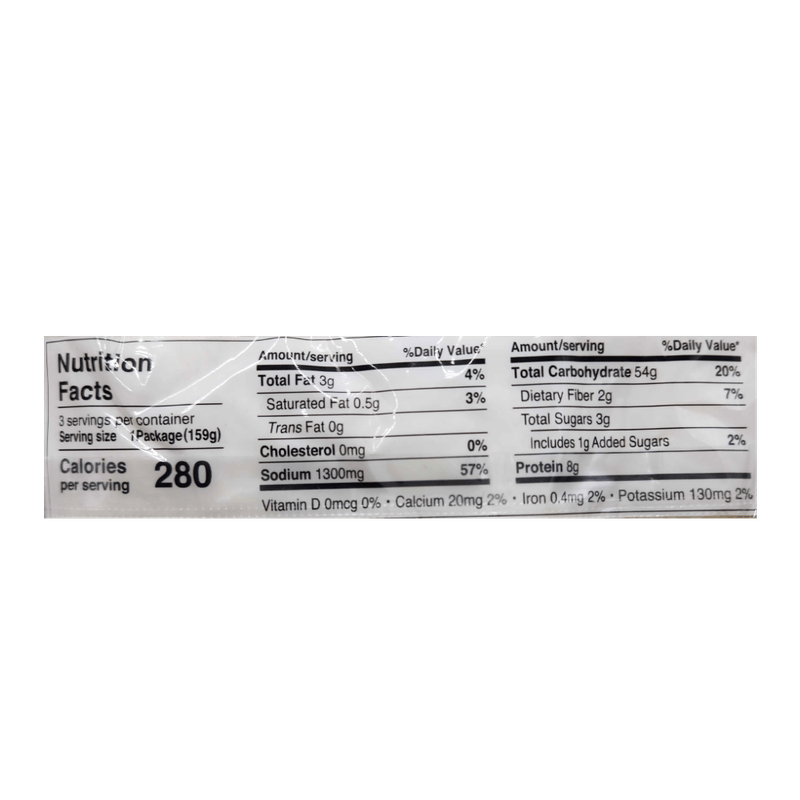 Nutrition
Facts
3 servings per container
Serving size 1 Package (159g)
Calories
per serving
280
Amount/serving %Daily Value*
Total Fat 3g 4%
Saturated Fat 0.5g 3%
Trans Fat 0g
Cholesterol 0mg 0%
Sodium 1300mg 57%
Amount/serving %Daily Value*
Total Carbohydrate 54g 20%
Dietary Fiber 2g 7%
Total Sugars 3g
Includes 1g Added Sugars 2%
Protein 8g
Vitamin D 0mcg 0% • Calcium 20mg 2% • Iron 0.4mg 2% • Potassium 130mg 2%